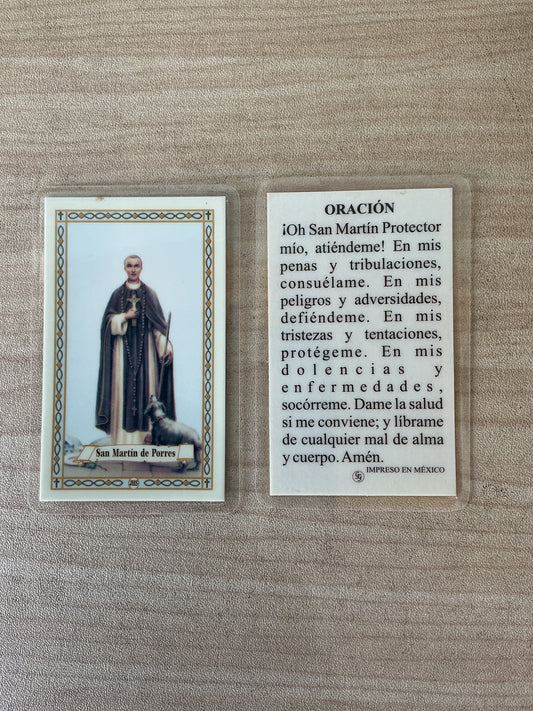 San Martín de Porres
ORACIÓN
¡Oh San Martín Protector
mío, atiéndeme! En mis
penas y tribulaciones,
consuélame. En mis
peligros y adversidades,
defiéndeme. En mis
tristezas y tentaciones,
protégeme. En mis
dolencias y
enfermedades,
socórreme. Dame la salud
si me conviene; y líbrame
de cualquier mal de alma
y cuerpo. Amén.
IMPRESO EN MÉXICO